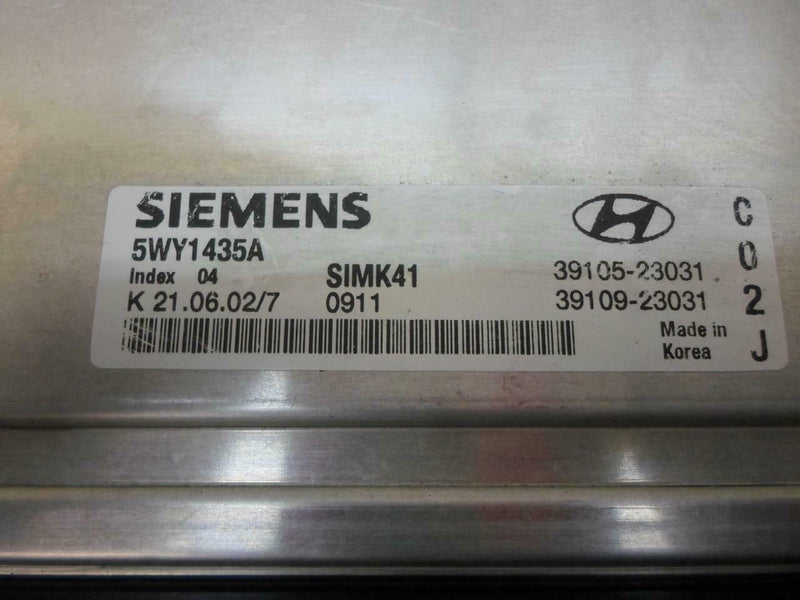 SIEMENS
5WY1435A
Index 04 SIMK41 39105-23031
K 21.06.02/7 0911 39109-23031
Made in
Korea
C
0
2
J